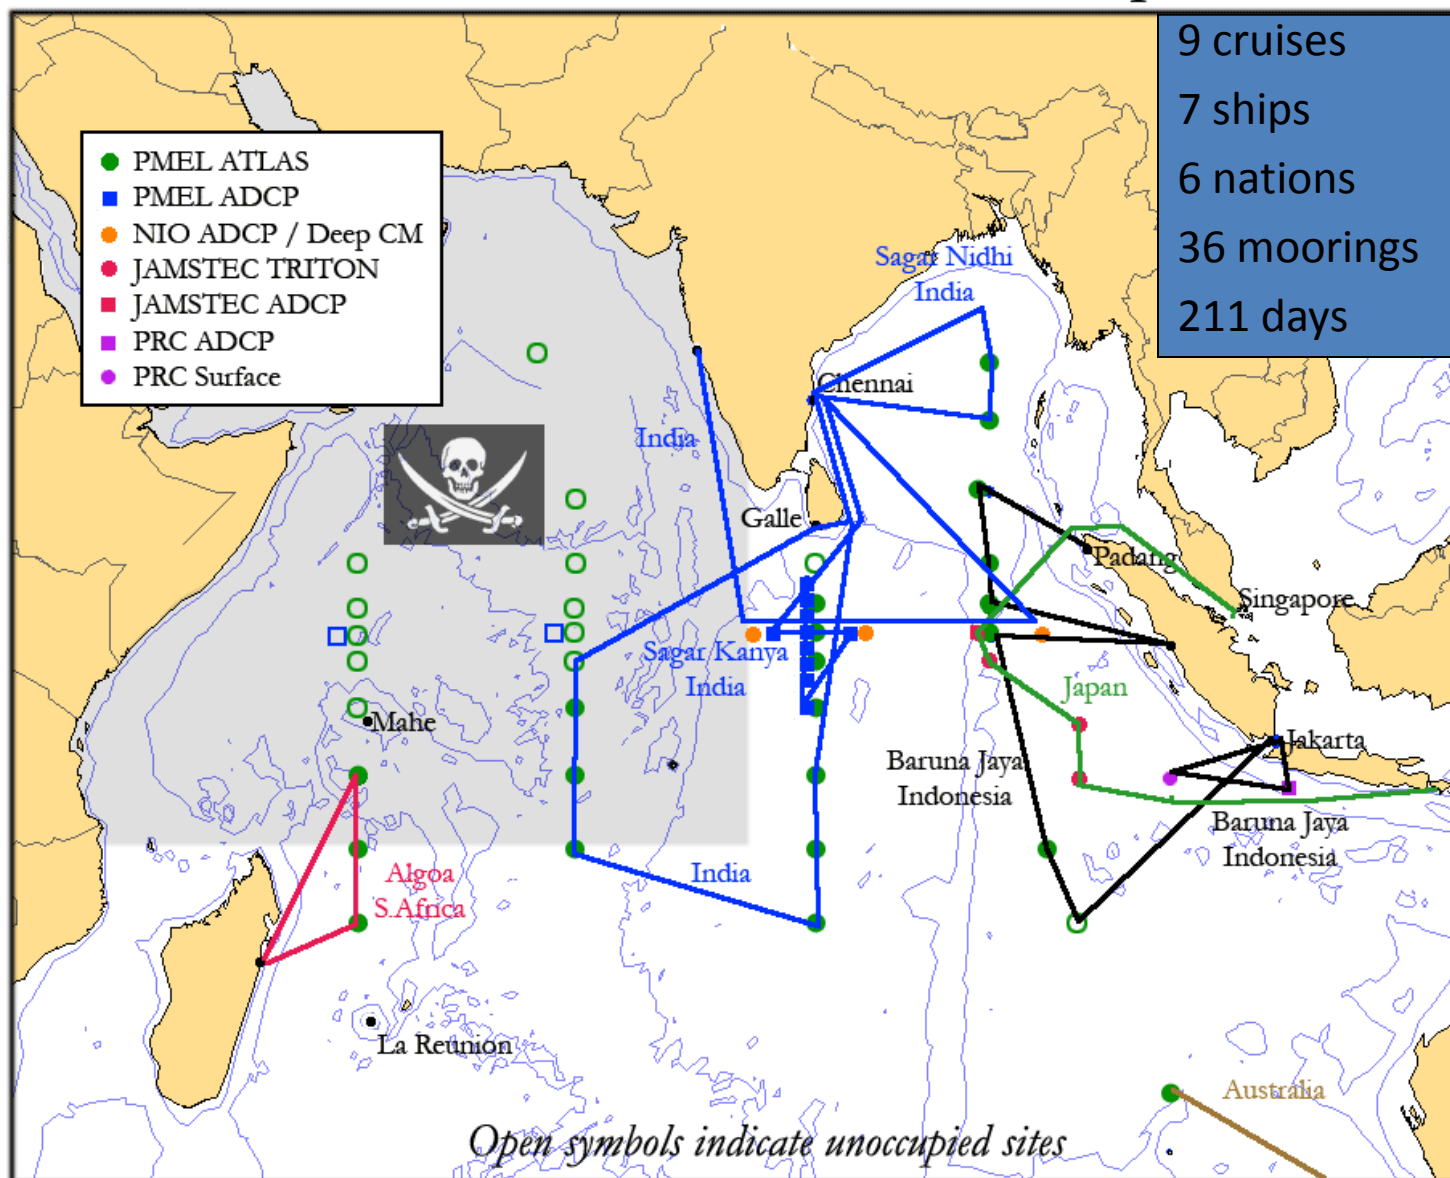 9 cruises
7 ships
6 nations
36 moorings
211 days
PMEL ATLAS
PMEL ADCP
NIO ADCP / Deep CM
JAMSTEC TRITON
JAMSTEC ADCP
PRC ADCP
PRC Surface
Sagar Nidhi
India
Chennai
India
Galle
Padang
Singapore
Sagar Kanya
India
Japan
Mahe
Jakarta
Baruna Jaya
Indonesia
Baruna Jaya
Indonesia
Algoa
S.Africa
India
La Reunion
Australia
Open symbols indicate unoccupied sites